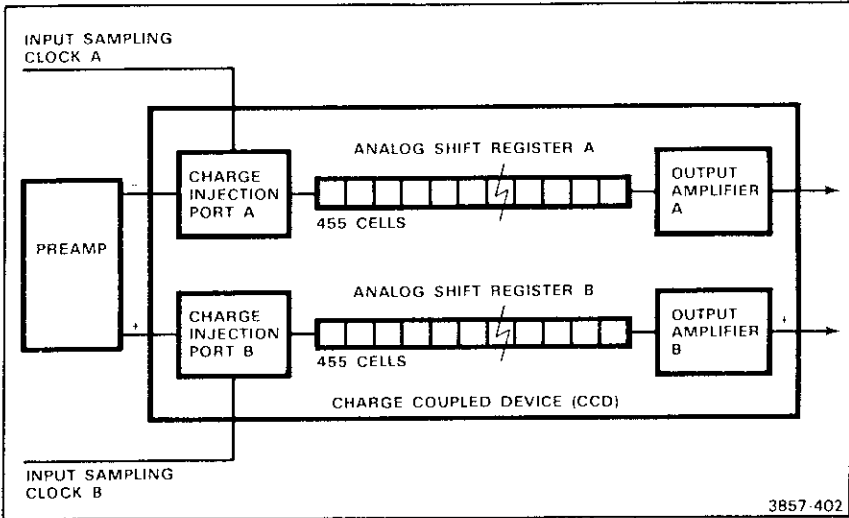 INPUT SAMPLING
CLOCK A
ANALOG SHIFT REGISTER A
CHARGE
INJECTION
PORT A
OUTPUT
AMPLIFIER
A
-
455 CELLS
PREAMP
ANALOG SHIFT REGISTER B
CHARGE
INJECTION
PORT B
OUTPUT
AMPLIFIER
B
+
+
455 CELLS
CHARGE COUPLED DEVICE (CCD)
INPUT SAMPLING
CLOCK B
3857-402